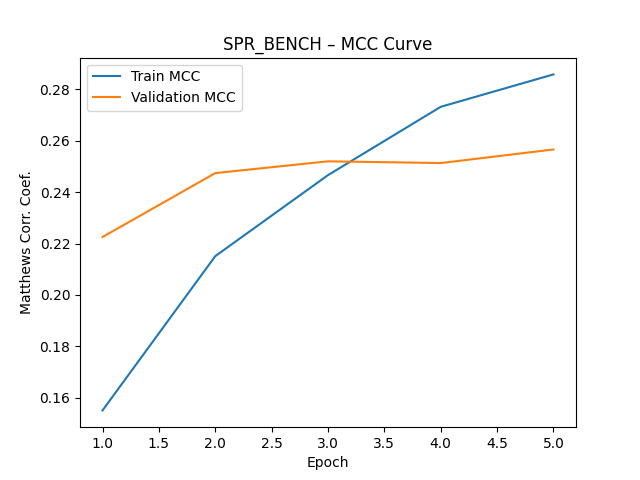 SPR_BENCH – MCC Curve
Train MCC
Validation MCC
Matthews Corr. Coef.
0.28
0.26
0.24
0.22
0.20
0.18
0.16
1.0 1.5 2.0 2.5 3.0 3.5 4.0 4.5 5.0
Epoch